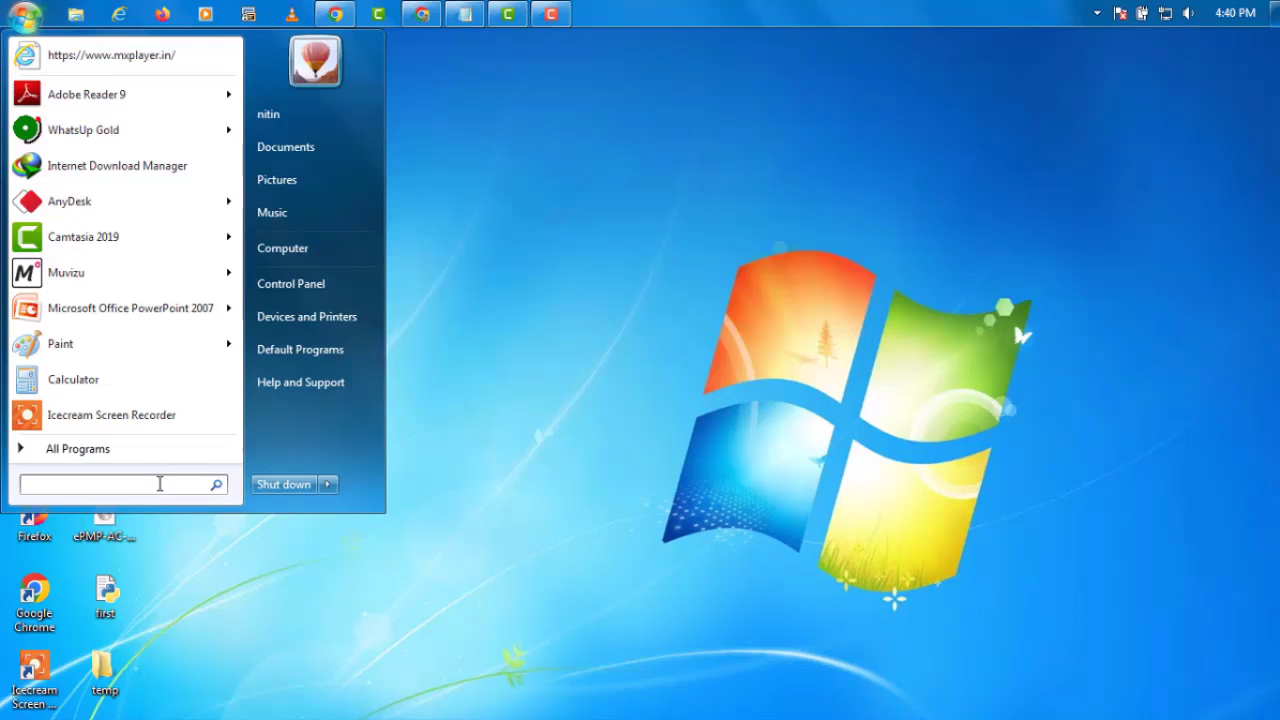 4:40 PM
https://www.mxplayer.in/
Adobe Reader 9
WhatsUp Gold
Internet Download Manager
AnyDesk
Camtasia 2019
Muvizu
Microsoft Office PowerPoint 2007
Paint
Calculator
Icecream Screen Recorder
All Programs
nitin
Documents
Pictures
Music
Computer
Control Panel
Devices and Printers
Default Programs
Help and Support
Shut down
Firefox
ePMP-AC-...
Google
Chrome
first
Icecream
Screen ...
temp